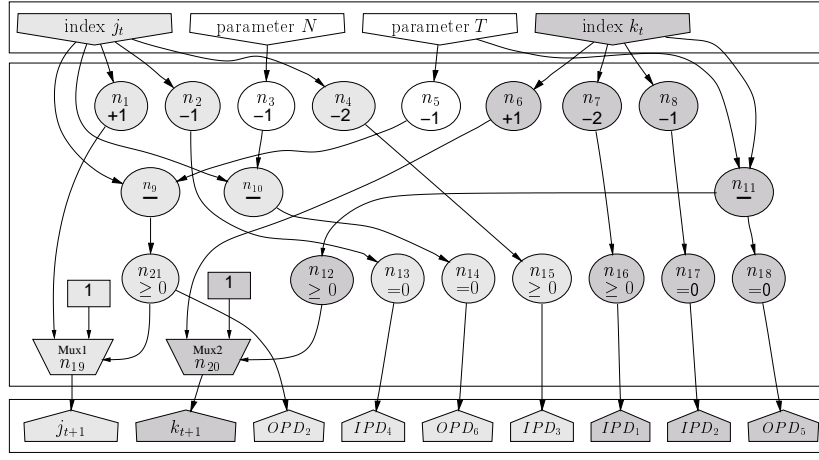 index j_t parameter N parameter T index k_t
n_1 n_2 n_3 n_4 n_5 n_6 n_7 n_8
+1 −1 −1 −2 −1 +1 −2 −1
n_9 n_10 n_11
− − −
n_21 n_12 n_13 n_14 n_15 n_16 n_17 n_18
≥ 0 ≥ 0 =0 =0 ≥ 0 ≥ 0 =0 =0
1 1
Mux1 Mux2
n_19 n_20
j_{t+1} k_{t+1} OPD_2 IPD_4 OPD_6 IPD_3 IPD_1 IPD_2 OPD_5